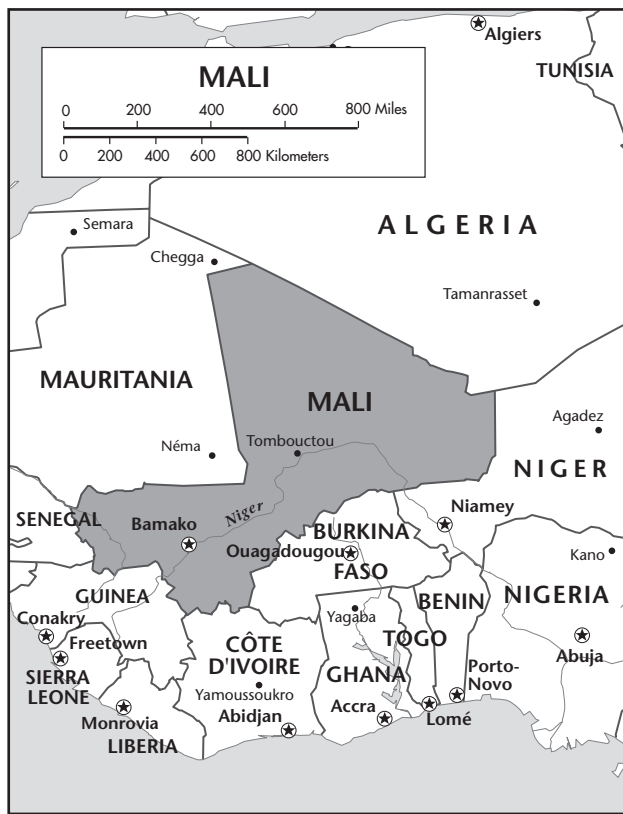 MALI
0 200 400 600 800 Miles
0 200 400 600 800 Kilometers
Algiers
TUNISIA
Semara
ALGERIA
Chegga
Tamanrasset
MAURITANIA
MALI
Agadez
Néma
Tombouctou
NIGER
Niger
Niamey
SENEGAL
Bamako
BURKINA
FASO
Ouagadougou
Kano
GUINEA
BENIN
NIGERIA
Yagaba
Conakry
Freetown
CÔTE
D'IVOIRE
TOGO
Abuja
SIERRA
LEONE
GHANA
Porto-
Novo
Yamoussoukro
Monrovia
Abidjan
Accra
Lomé
LIBERIA